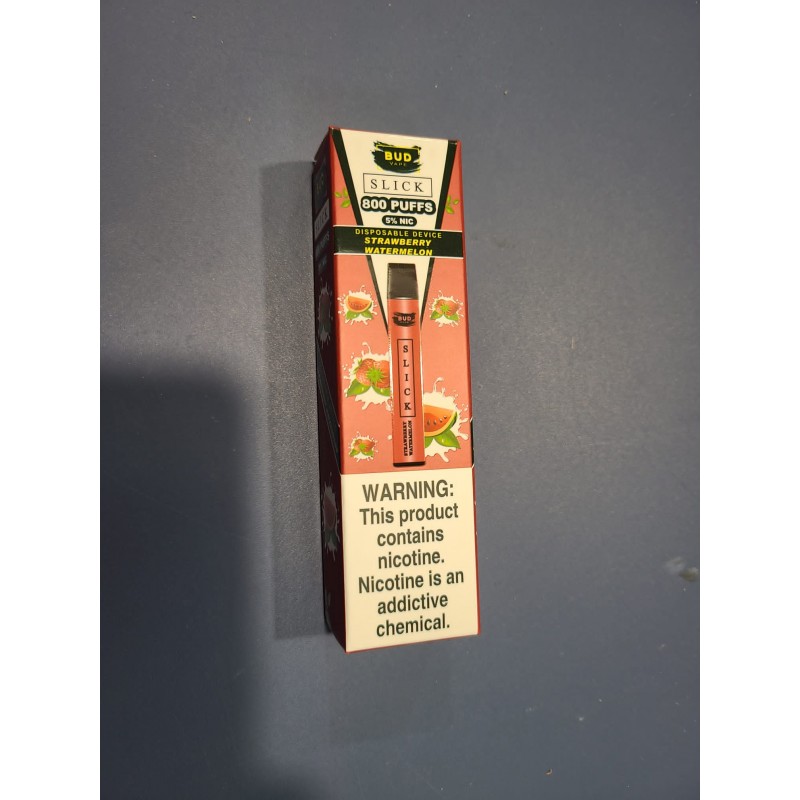 BUD
VAPE
SLICK
800 PUFFS
5% NIC
DISPOSABLE DEVICE
STRAWBERRY
WATERMELON
BUD
SLICK
STRAWBERRY
WATERMELON
WARNING:
This product
contains
nicotine.
Nicotine is an
addictive
chemical.
SLICK